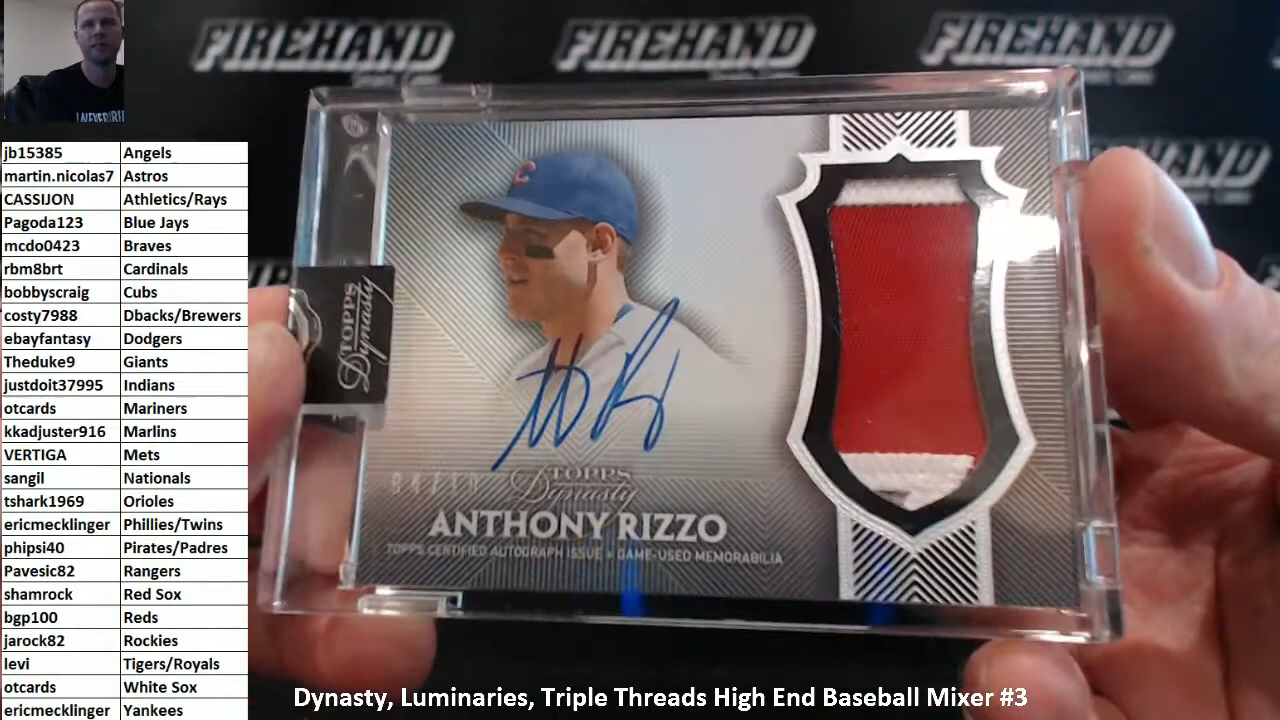 FIREHAND FIREHAND FIREHAND
FIREHAND
jb15385 Angels
martin.nicolas7 Astros
CASSIJON Athletics/Rays
Pagoda123 Blue Jays
mcdo0423 Braves
rbm8brt Cardinals
bobbyscraig Cubs
costy7988 Dbacks/Brewers
ebayfantasy Dodgers
Theduke9 Giants
justdoit37995 Indians
otcards Mariners
kkadjuster916 Marlins
VERTIGA Mets
sangil Nationals
tshark1969 Orioles
ericmecklinger Phillies/Twins
phipsi40 Pirates/Padres
Pavesic82 Rangers
shamrock Red Sox
bgp100 Reds
jarock82 Rockies
levi Tigers/Royals
otcards White Sox
ericmecklinger Yankees
C
TOPPS
Dynasty
TOPPS
Dynasty
ANTHONY RIZZO
TOPPS CERTIFIED AUTOGRAPH ISSUE • GAME-USED MEMORABILIA
Dynasty, Luminaries, Triple Threads High End Baseball Mixer #3